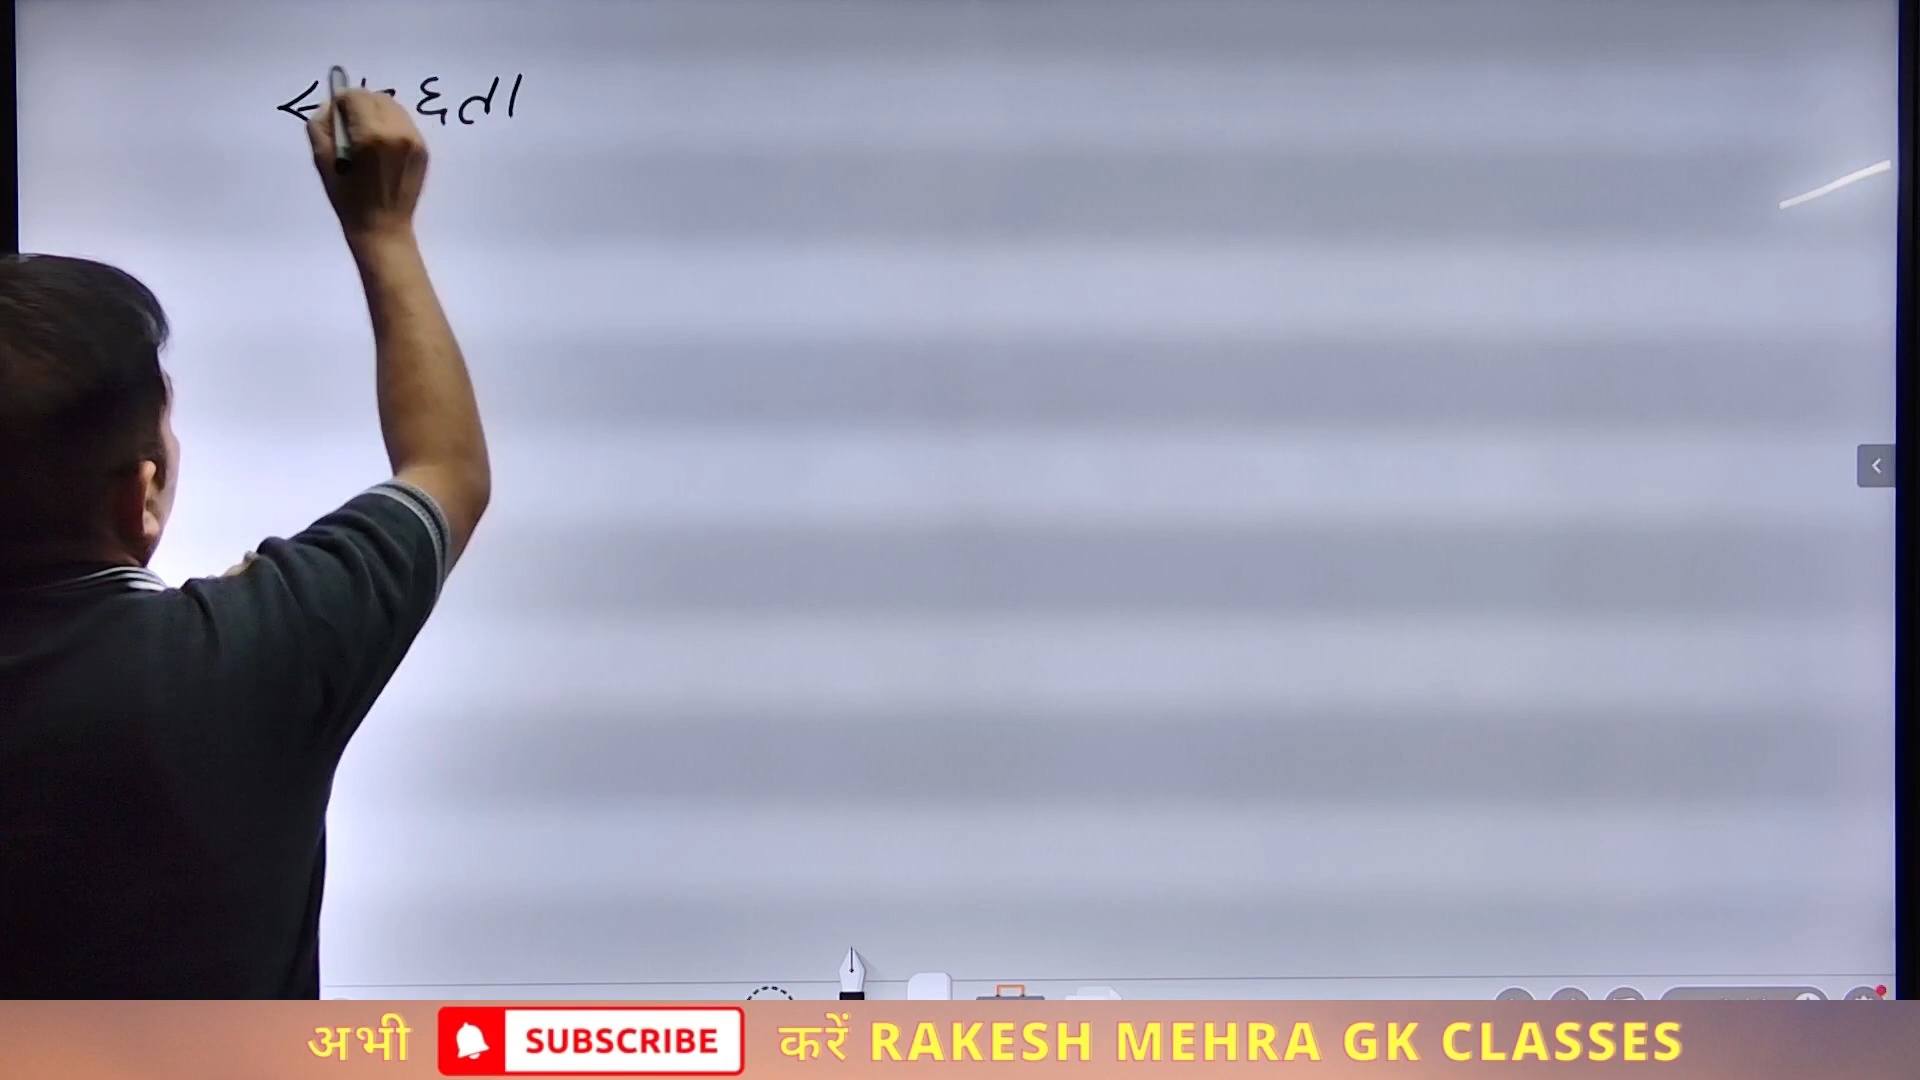 अभी SUBSCRIBE करें RAKESH MEHRA GK CLASSES